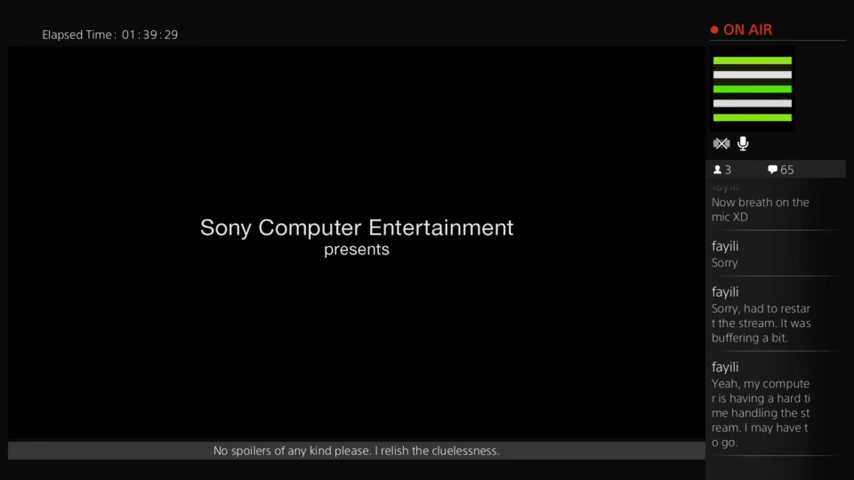 Elapsed Time : 01 : 39 : 29
ON AIR
3
65
fayili
Now breath on the
mic XD
fayili
Sorry
fayili
Sorry, had to restar
t the stream. It was
buffering a bit.
fayili
Yeah, my compute
r is having a hard ti
me handling the st
ream. I may have t
o go.
Sony Computer Entertainment
presents
No spoilers of any kind please. I relish the cluelessness.